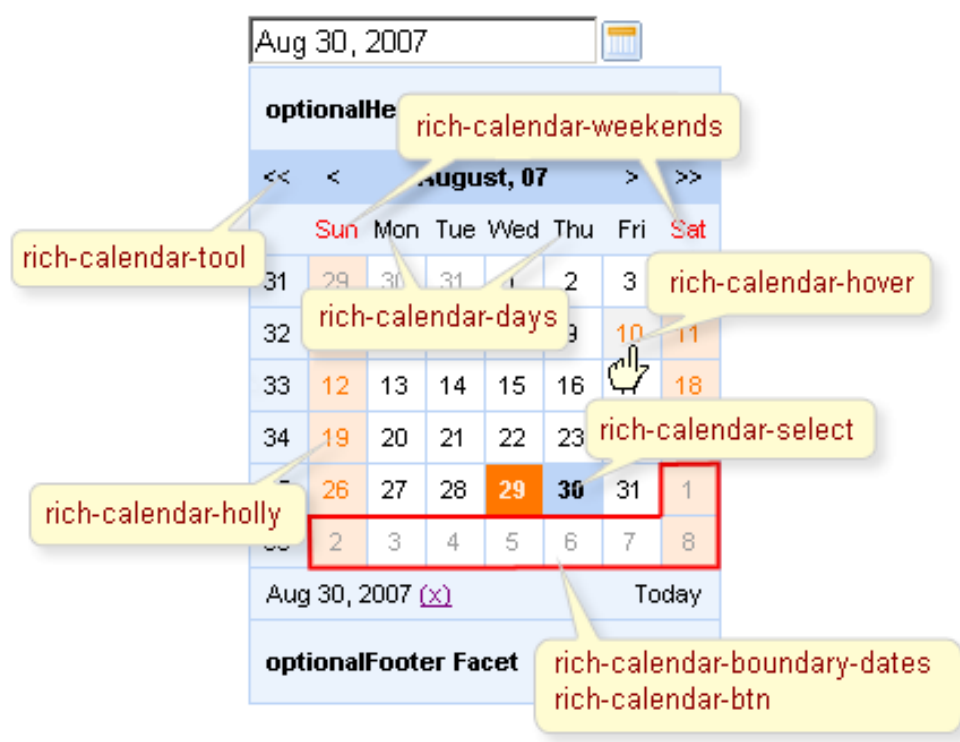 Aug 30, 2007
optionalHe
rich-calendar-weekends
<< < August, 07 > >>
Sun Mon Tue Wed Thu Fri Sat
rich-calendar-tool
31 29 30 31 1 2 3
rich-calendar-hover
rich-calendar-days
32 9 10 11
33 12 13 14 15 16 17 18
34 19 20 21 22 23
rich-calendar-select
26 27 28 29 30 31 1
rich-calendar-holly
2 3 4 5 6 7 8
Aug 30, 2007 (x) Today
optionalFooter Facet
rich-calendar-boundary-dates
rich-calendar-btn